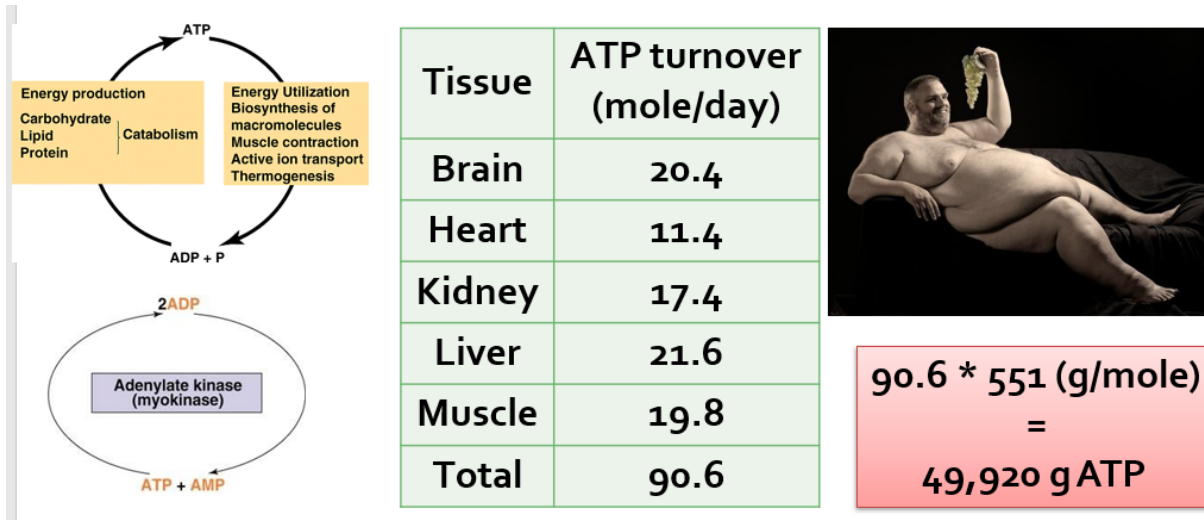 ATP
Energy production
Carbohydrate
Lipid
Protein
Catabolism
Energy Utilization
Biosynthesis of
macromolecules
Muscle contraction
Active ion transport
Thermogenesis
ADP + P
2ADP
Adenylate kinase
(myokinase)
ATP + AMP
Tissue ATP turnover
(mole/day)
Brain 20.4
Heart 11.4
Kidney 17.4
Liver 21.6
Muscle 19.8
Total 90.6
90.6 * 551 (g/mole)
=
49,920 g ATP